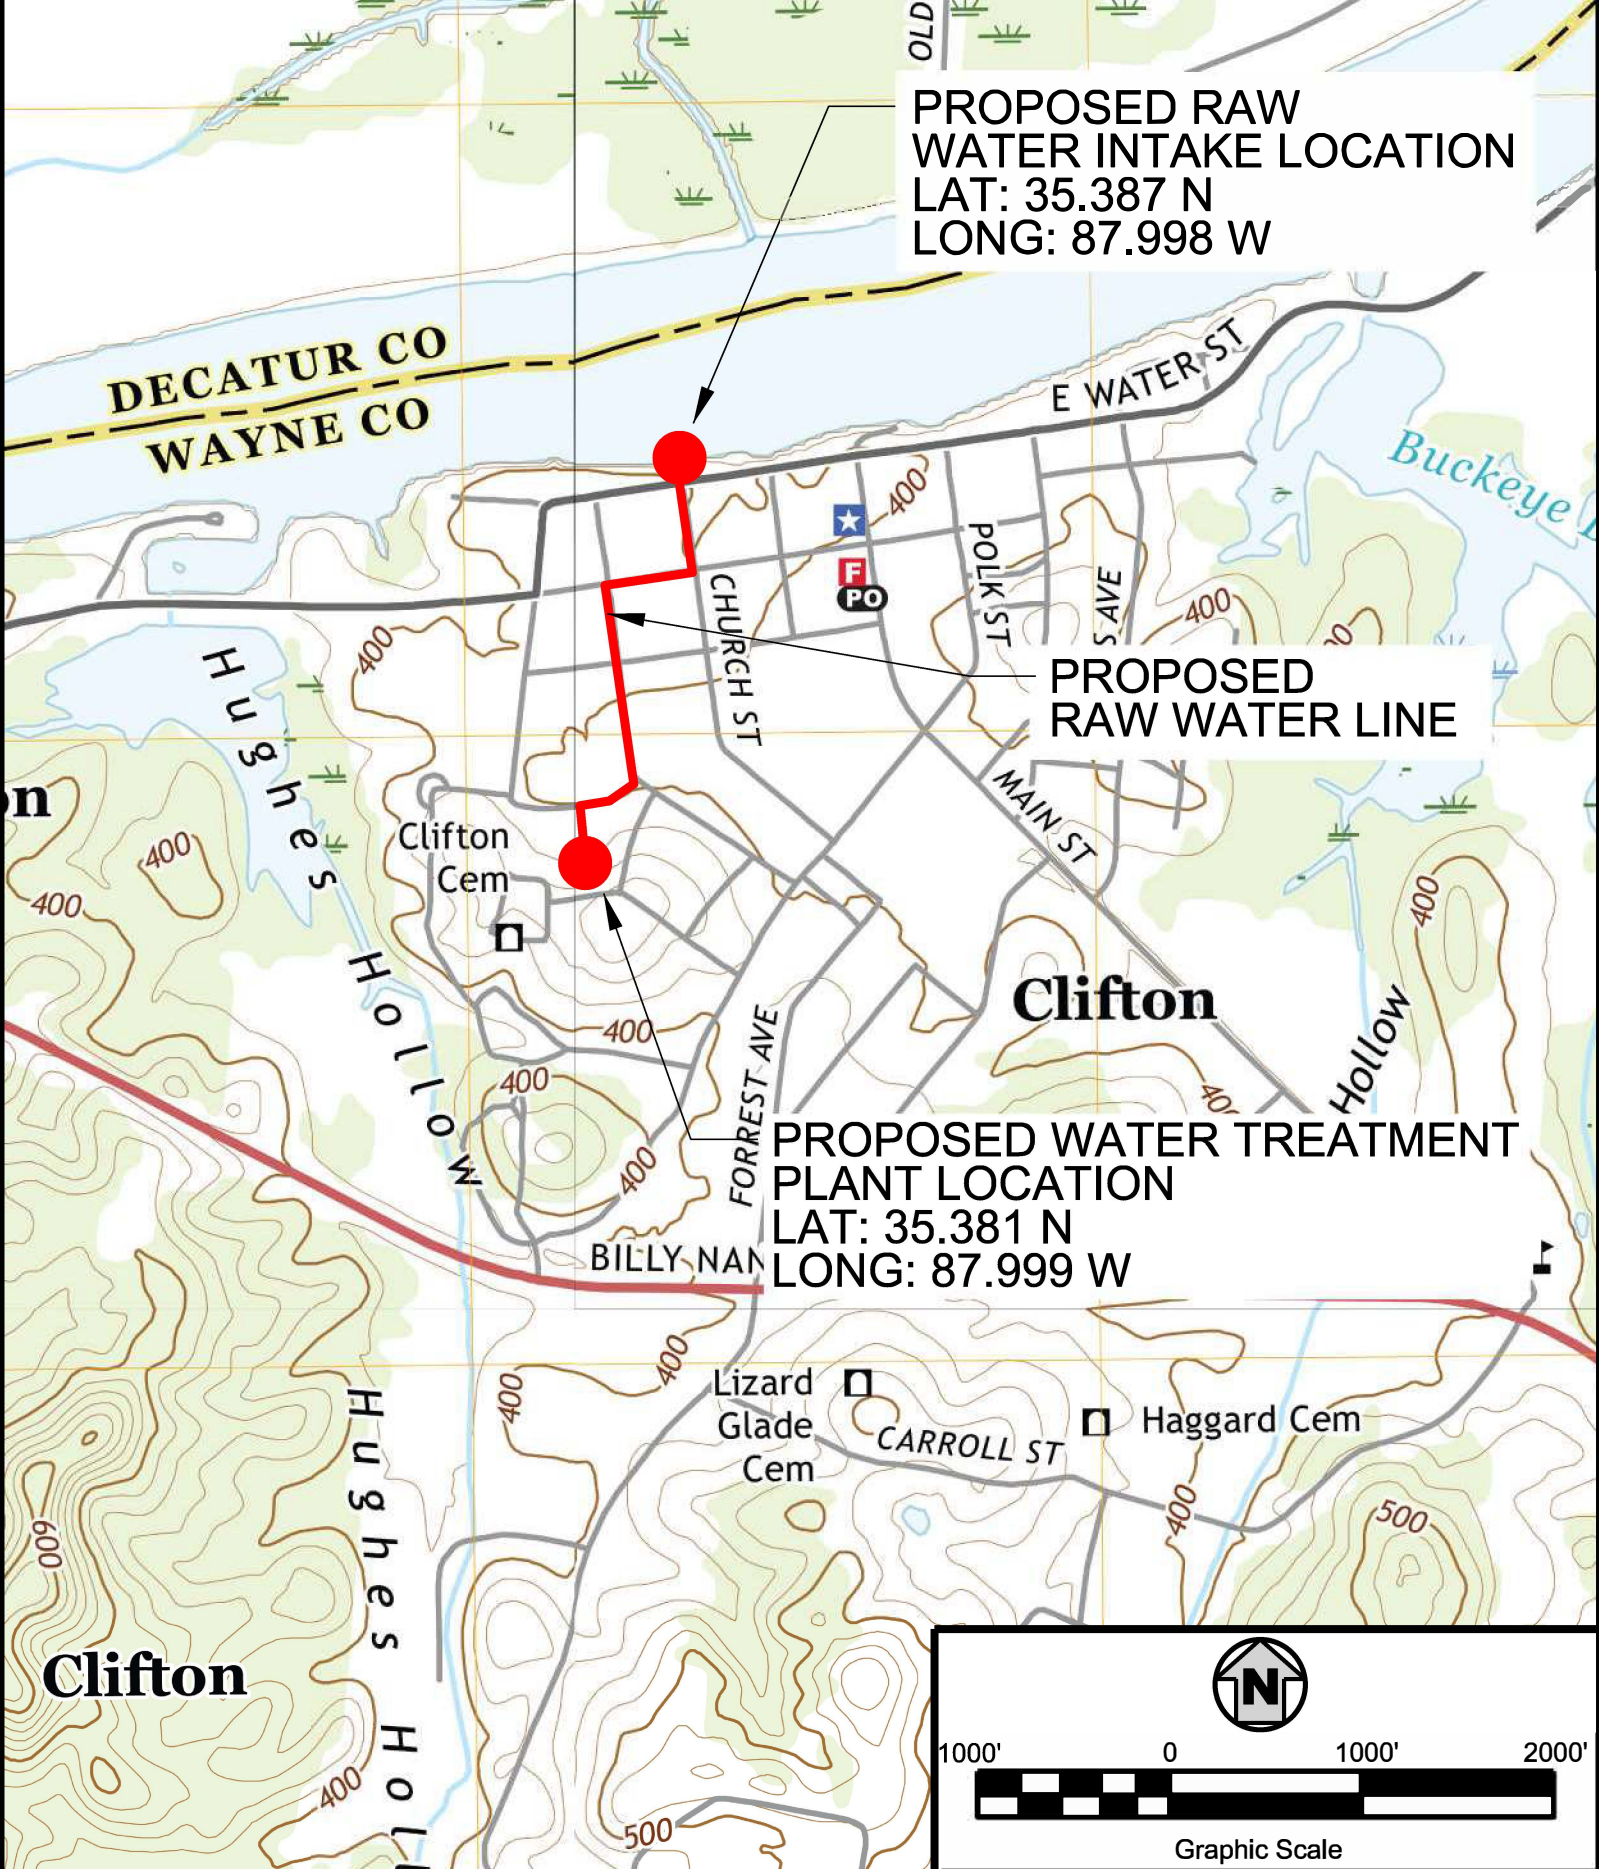 OLD
PROPOSED RAW
WATER INTAKE LOCATION
LAT: 35.387 N
LONG: 87.998 W
DECATUR CO
WAYNE CO
E WATER ST
Buckeye
400
F
PO
POLK ST
CHURCH ST
S AVE
400
400
Hughes Hollow
PROPOSED
RAW WATER LINE
MAIN ST
on
Clifton
Cem
400
400
400
Clifton
Hollow
400
400
400
FORREST AVE
PROPOSED WATER TREATMENT
PLANT LOCATION
LAT: 35.381 N
LONG: 87.999 W
BILLY NAN
400
400
Lizard
Glade
Cem
Haggard Cem
CARROLL ST
400
500
600
Hughes Hol
Clifton
400
500
N
1000' 0 1000' 2000'
Graphic Scale